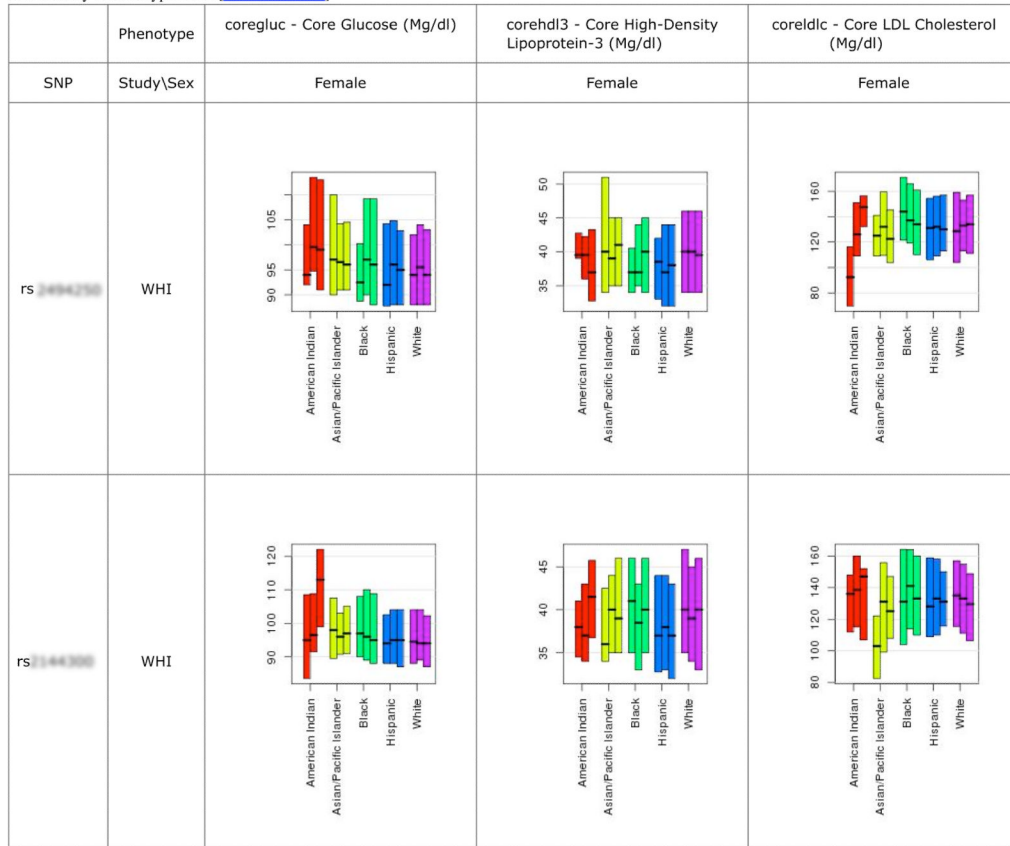 Phenotype
coregluc - Core Glucose (Mg/dl)
corehdl3 - Core High-Density
Lipoprotein-3 (Mg/dl)
coreldlc - Core LDL Cholesterol
(Mg/dl)
SNP
Study\Sex
Female
Female
Female
rs
WHI
105
95
90
American Indian
Asian/Pacific Islander
Black
Hispanic
White
50
45
40
35
American Indian
Asian/Pacific Islander
Black
Hispanic
White
160
120
80
American Indian
Asian/Pacific Islander
Black
Hispanic
White
rs
WHI
120
110
100
90
American Indian
Asian/Pacific Islander
Black
Hispanic
White
45
40
35
American Indian
Asian/Pacific Islander
Black
Hispanic
White
160
140
120
100
80
American Indian
Asian/Pacific Islander
Black
Hispanic
White